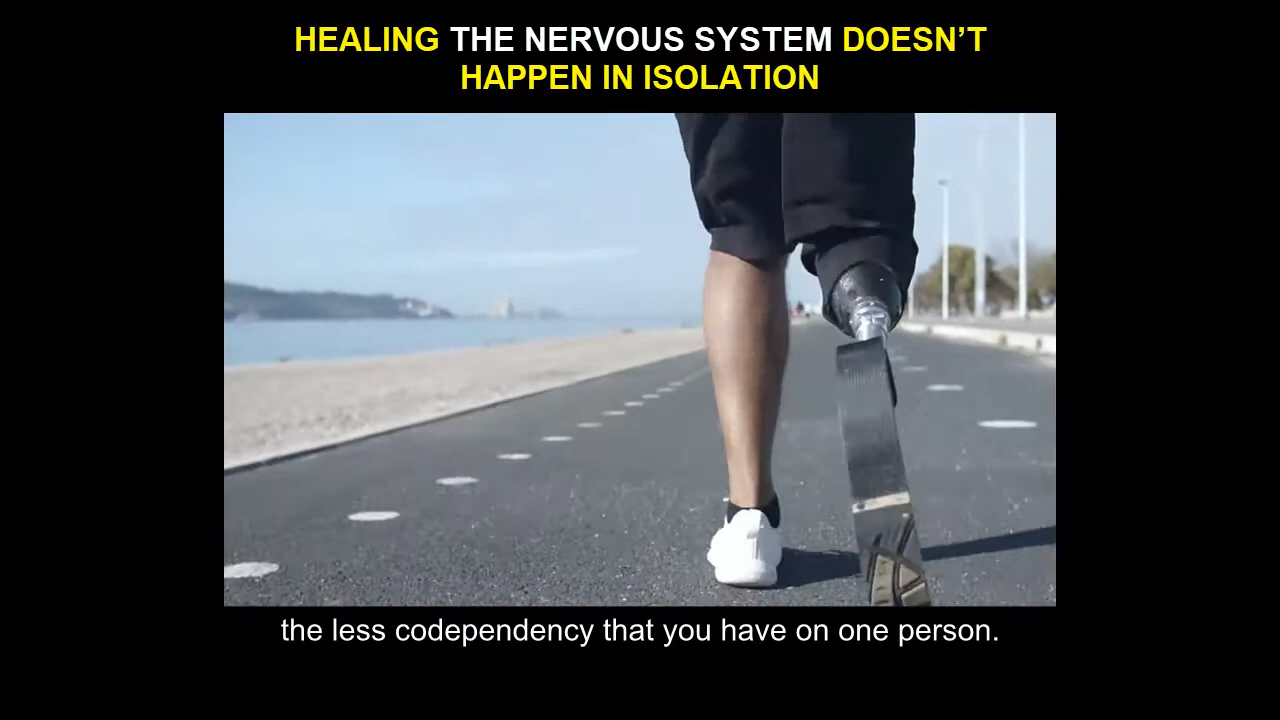 HEALING THE NERVOUS SYSTEM DOESN’T
HAPPEN IN ISOLATION
the less codependency that you have on one person.